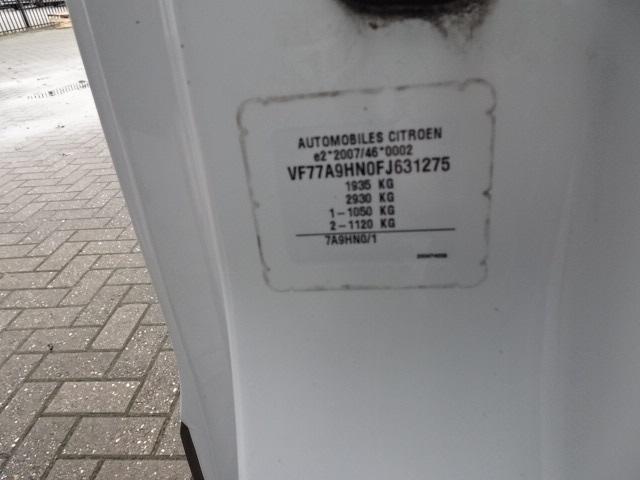 AUTOMOBILES CITROEN
e2*2007/46*0002
VF77A9HN0FJ631275
1935 KG
2930 KG
1-1050 KG
2-1120 KG
7A9HN0/1